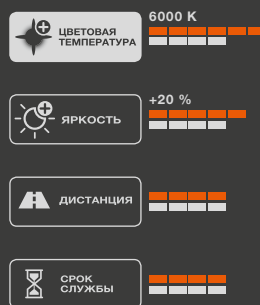 6000 K
ЦВЕТОВАЯ
ТЕМПЕРАТУРА
+20 %
ЯРКОСТЬ
ДИСТАНЦИЯ
СРОК
СЛУЖБЫ